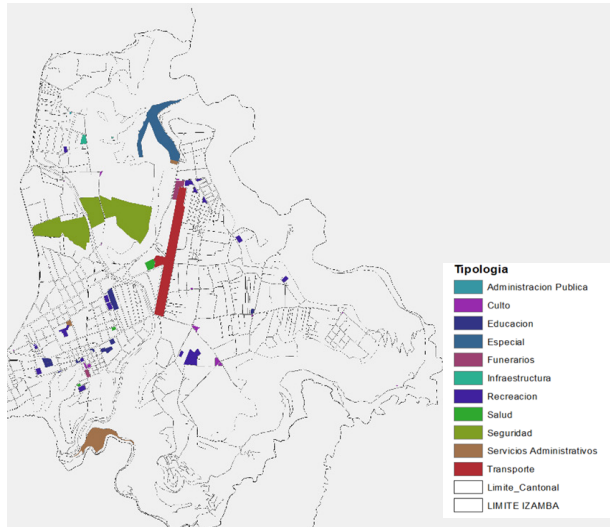 Tipologia
Administracion Publica
Culto
Educacion
Especial
Funerarios
Infraestructura
Recreacion
Salud
Seguridad
Servicios Administrativos
Transporte
Limite_Cantonal
LIMITE IZAMBA